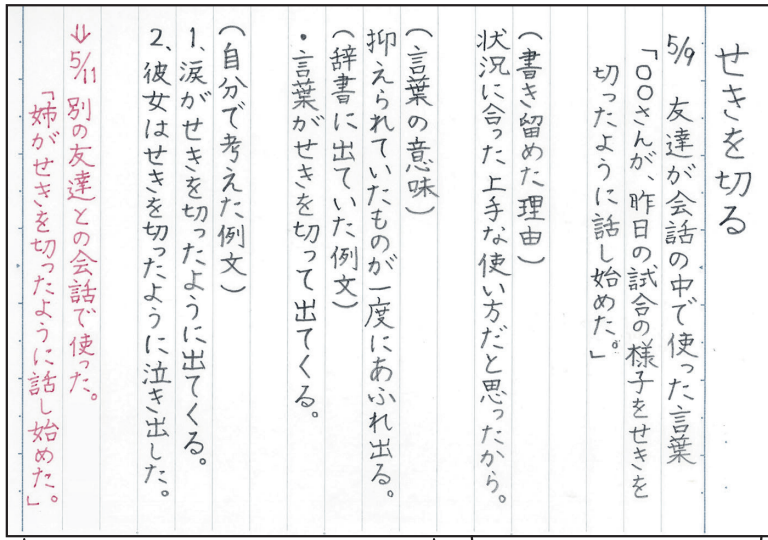 せきを切る
5/9 友達が会話の中で使った言葉
「○○さんが、昨日の試合の様子をせきを
切ったように話し始めた。」
(書き留めた理由)
状況に合った上手な使い方だと思ったから。
(言葉の意味)
抑えられていたものが一度にあふれ出る。
(辞書に出ていた例文)
・言葉がせきを切って出てくる。
(自分で考えた例文)
1、涙がせきを切ったように出てくる。
2、彼女はせきを切ったように泣き出した。
⇒5/11 別の友達との会話で使った。
「姉がせきを切ったように話し始めた。」